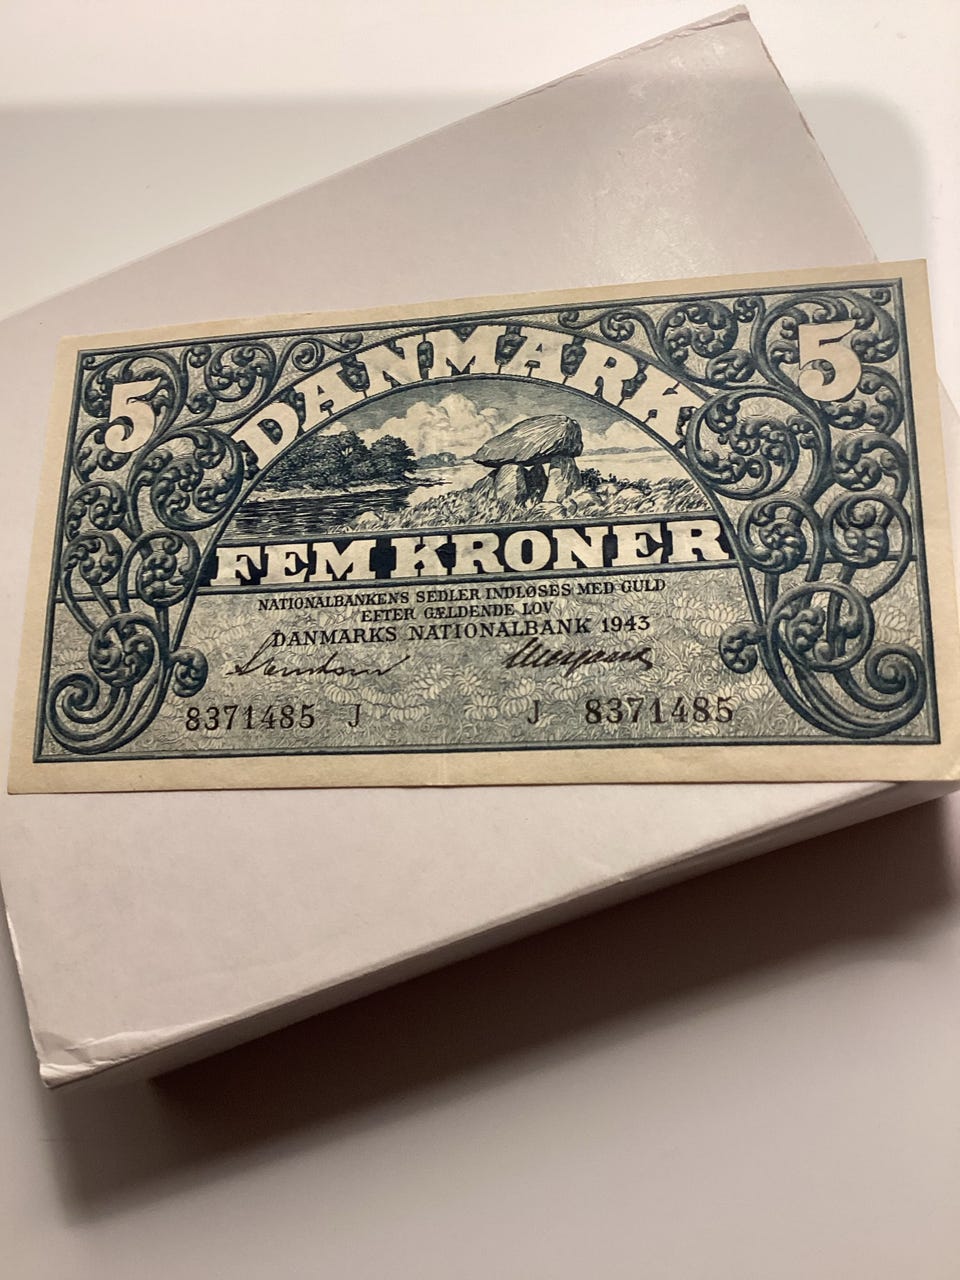 5 5
DANMARK
FEM KRONER
NATIONALBANKENS SEDLER INDLØSES MED GULD
EFTER GÆLDENDE LOV
DANMARKS NATIONALBANK 1943
8371485 J J 8371485